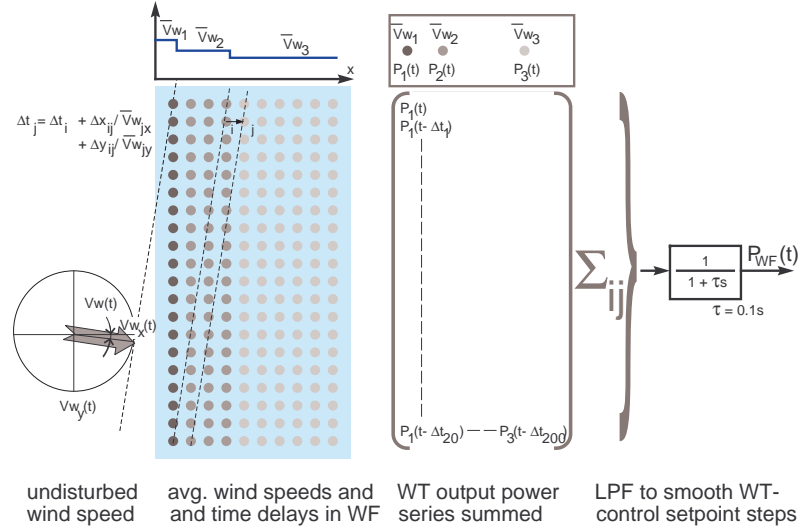 V̅w1
V̅w2
V̅w3
x
V̅w1 V̅w2 V̅w3
P1(t) P2(t) P3(t)
Δtj = Δti + Δxij/V̅wjx
+ Δyij/V̅wjy
i j
P1(t)
P1(t- Δt1)
P1(t- Δt20) — — P3(t- Δt200)
Σij
1
1 + τs
τ = 0.1s
PWF(t)
Vw(t)
Vwx(t)
Vwy(t)
undisturbed
wind speed
avg. wind speeds and
and time delays in WF
WT output power
series summed
LPF to smooth WT-
control setpoint steps